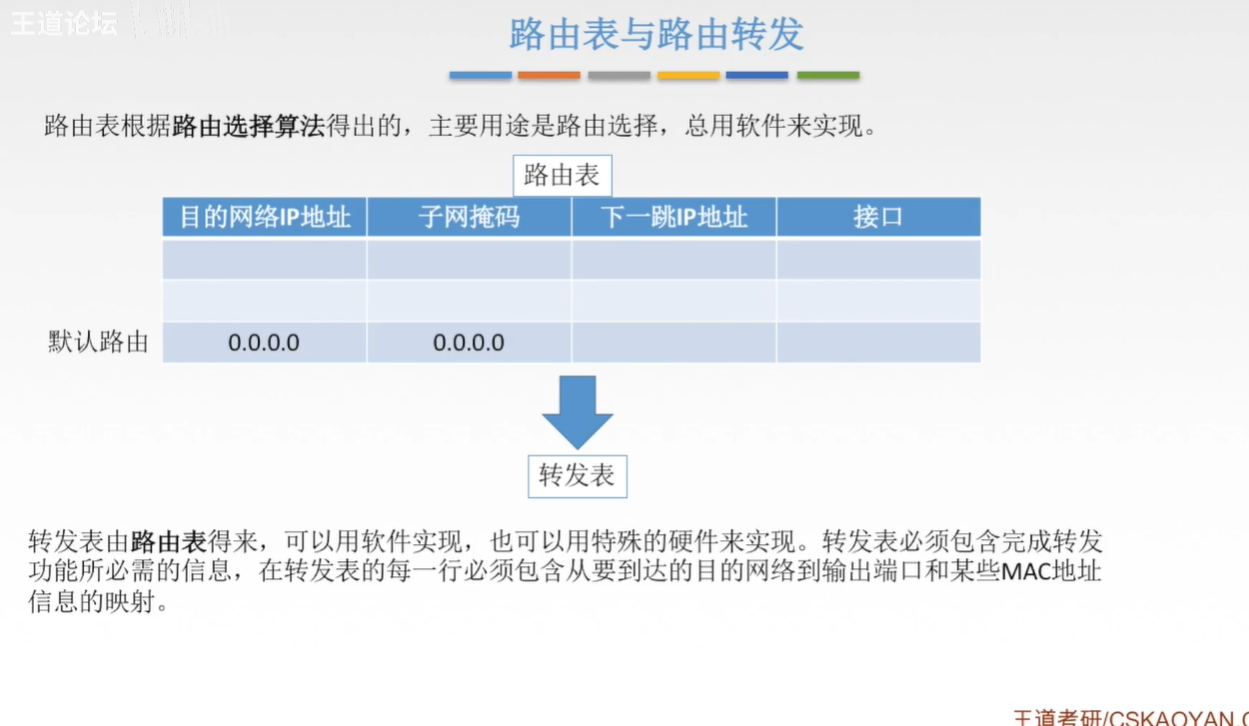 王道论坛
路由表与路由转发
路由表根据路由选择算法得出的，主要用途是路由选择，总用软件来实现。
路由表
目的网络IP地址 子网掩码 下一跳IP地址 接口
默认路由 0.0.0.0 0.0.0.0
转发表
转发表由路由表得来，可以用软件实现，也可以用特殊的硬件来实现。转发表必须包含完成转发
功能所必需的信息，在转发表的每一行必须包含从要到达的目的网络到输出端口和某些MAC地址
信息的映射。
王道考研/CSKAOYAN.